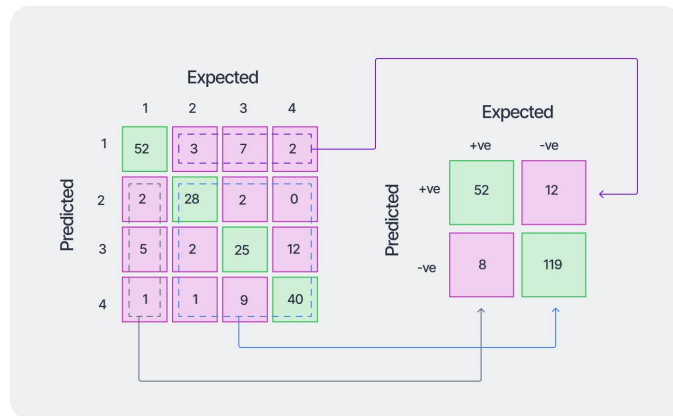 Expected
1 2 3 4
Predicted
1 52 3 7 2
2 2 28 2 0
3 5 2 25 12
4 1 1 9 40
Expected
+ve -ve
Predicted
+ve 52 12
-ve 8 119